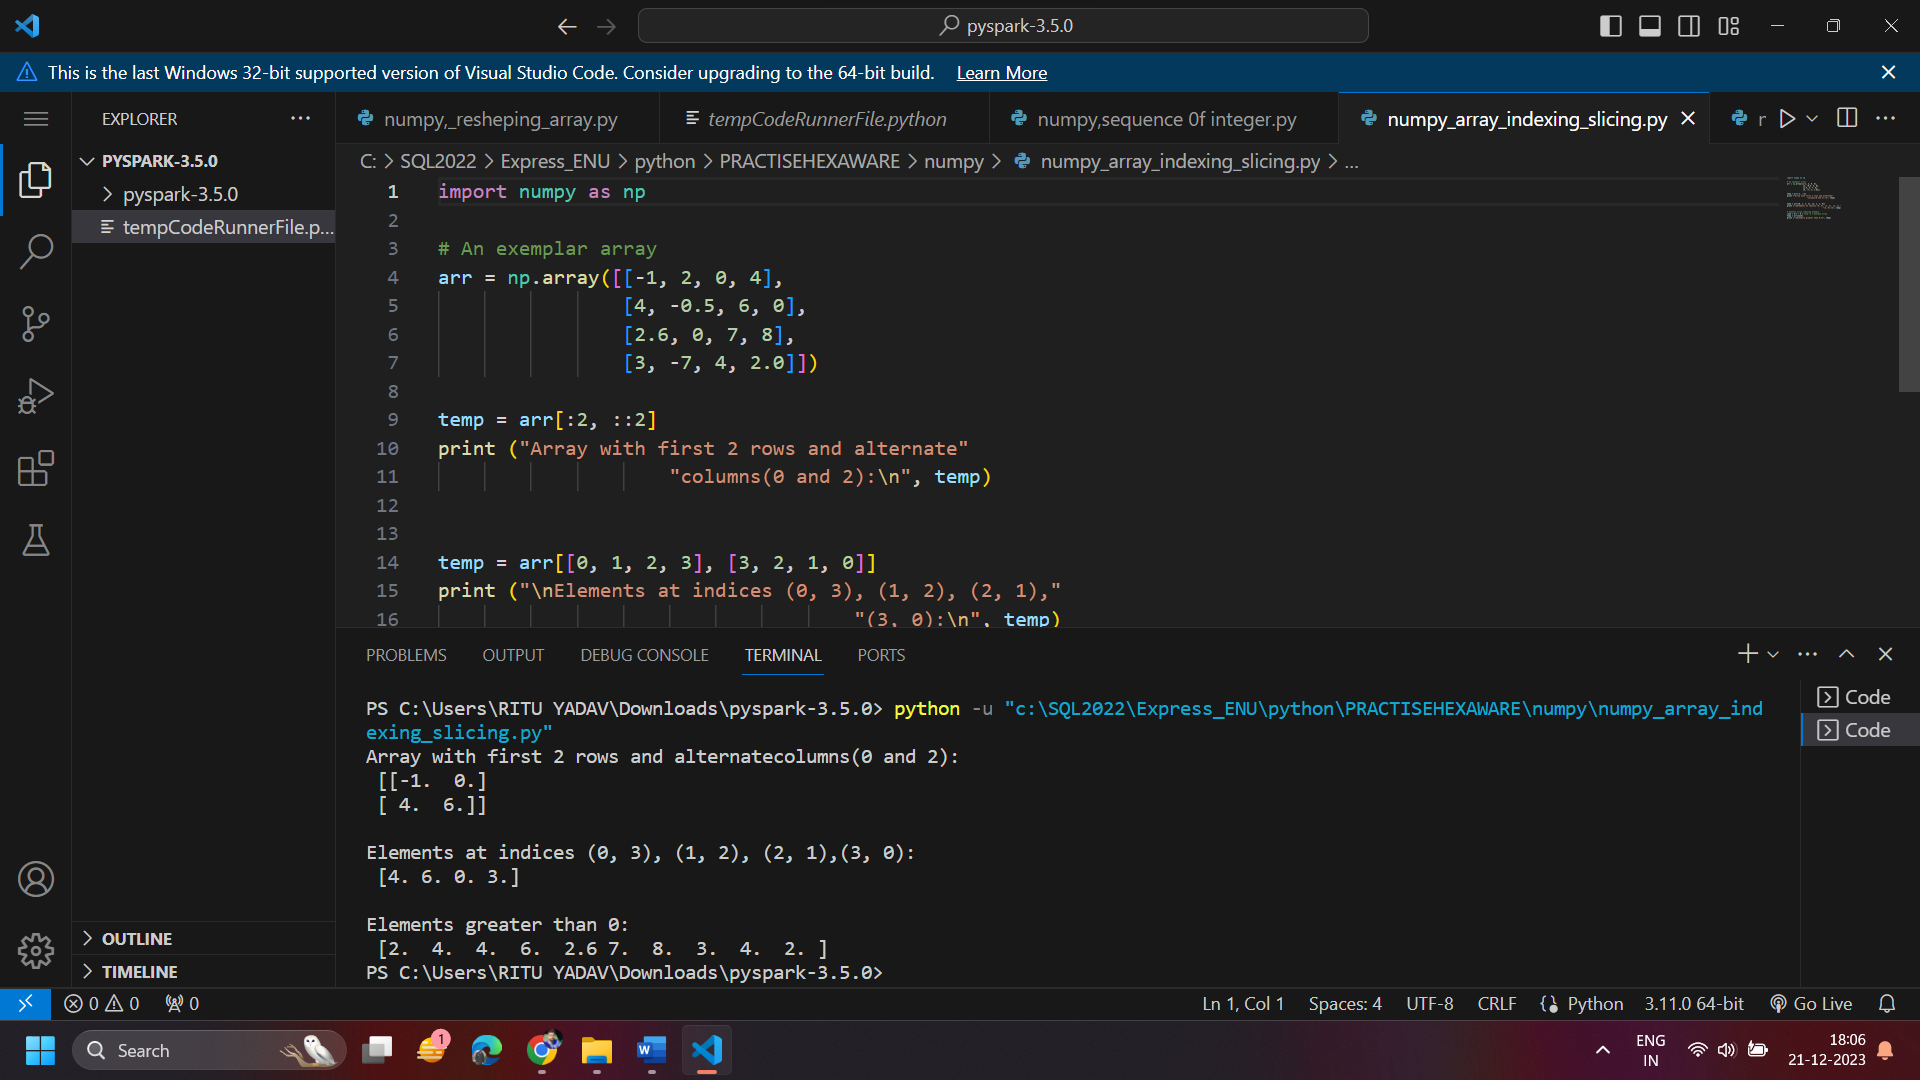 pyspark-3.5.0
This is the last Windows 32-bit supported version of Visual Studio Code. Consider upgrading to the 64-bit build. Learn More
EXPLORER
numpy,_resheping_array.py
tempCodeRunnerFile.python
numpy,sequence 0f integer.py
numpy_array_indexing_slicing.py
r
PYSPARK-3.5.0
pyspark-3.5.0
tempCodeRunnerFile.p...
OUTLINE
TIMELINE
C: > SQL2022 > Express_ENU > python > PRACTISEHEXAWARE > numpy > numpy_array_indexing_slicing.py > ...
1 import numpy as np
2
3 # An exemplar array
4 arr = np.array([[-1, 2, 0, 4],
5 [4, -0.5, 6, 0],
6 [2.6, 0, 7, 8],
7 [3, -7, 4, 2.0]])
8
9 temp = arr[:2, ::2]
10 print ("Array with first 2 rows and alternate"
11 "columns(0 and 2):\n", temp)
12
13
14 temp = arr[[0, 1, 2, 3], [3, 2, 1, 0]]
15 print ("\nElements at indices (0, 3), (1, 2), (2, 1),"
16 "(3, 0):\n", temp)
PROBLEMS OUTPUT DEBUG CONSOLE TERMINAL PORTS
PS C:\Users\RITU YADAV\Downloads\pyspark-3.5.0> python -u "c:\SQL2022\Express_ENU\python\PRACTISEHEXAWARE\numpy\numpy_array_ind
exing_slicing.py"
Array with first 2 rows and alternatecolumns(0 and 2):
[[-1. 0.]
[ 4. 6.]]
Elements at indices (0, 3), (1, 2), (2, 1),(3, 0):
[4. 6. 0. 3.]
Elements greater than 0:
[2. 4. 4. 6. 2.6 7. 8. 3. 4. 2. ]
PS C:\Users\RITU YADAV\Downloads\pyspark-3.5.0>
Code
Code
0 0 0
Ln 1, Col 1 Spaces: 4 UTF-8 CRLF Python 3.11.0 64-bit Go Live
Search
1
ENG
IN
18:06
21-12-2023